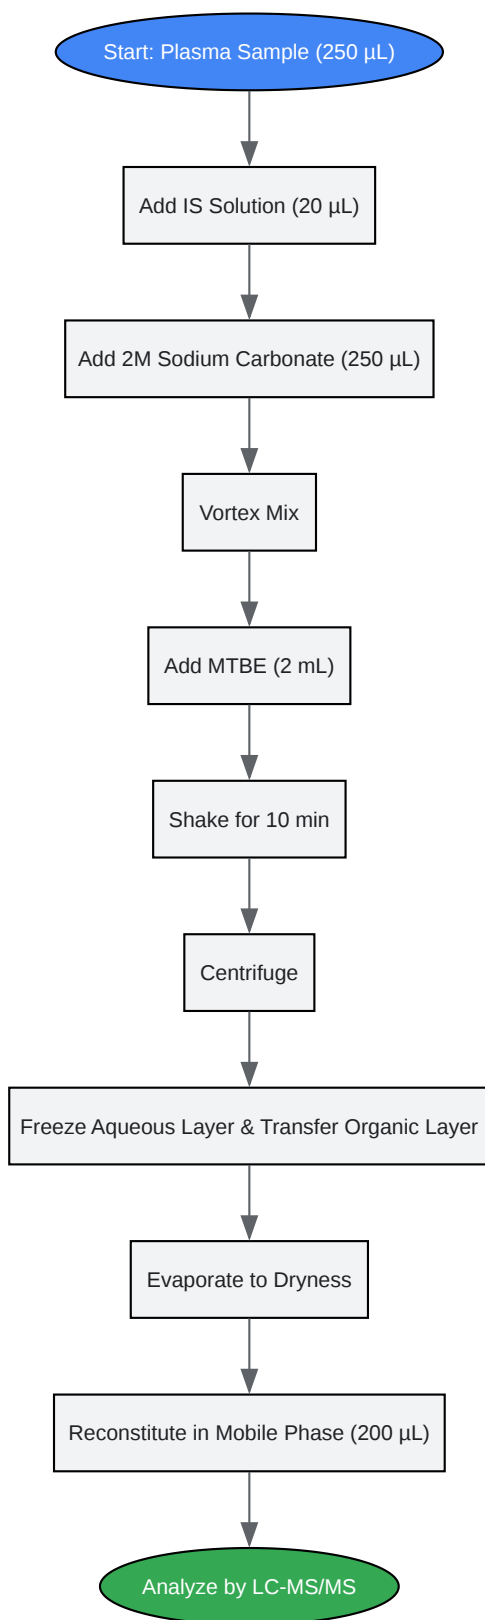 Start: Plasma Sample (250 µL)
Add IS Solution (20 µL)
Add 2M Sodium Carbonate (250 µL)
Vortex Mix
Add MTBE (2 mL)
Shake for 10 min
Centrifuge
Freeze Aqueous Layer & Transfer Organic Layer
Evaporate to Dryness
Reconstitute in Mobile Phase (200 µL)
Analyze by LC-MS/MS